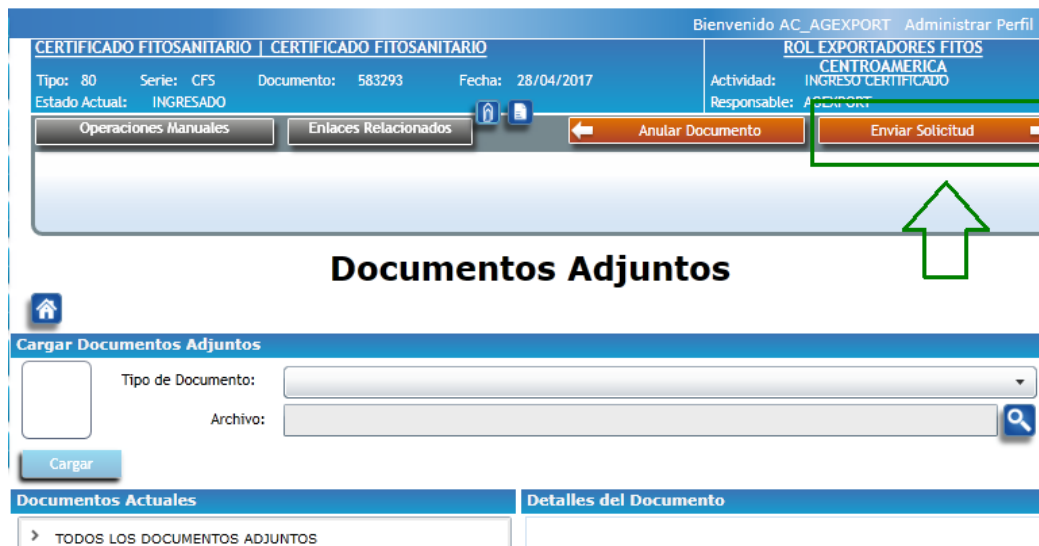 Bienvenido AC_AGEXPORT Administrar Perfil
CERTIFICADO FITOSANITARIO | CERTIFICADO FITOSANITARIO
ROL EXPORTADORES FITOS
CENTROAMERICA
Tipo: 80 Serie: CFS Documento: 583293 Fecha: 28/04/2017
Actividad: INGRESO CERTIFICADO
Estado Actual: INGRESADO
Responsable: AGEXPORT
Operaciones Manuales
Enlaces Relacionados
Anular Documento
Enviar Solicitud
Documentos Adjuntos
Cargar Documentos Adjuntos
Tipo de Documento:
Archivo:
Cargar
Documentos Actuales
Detalles del Documento
TODOS LOS DOCUMENTOS ADJUNTOS